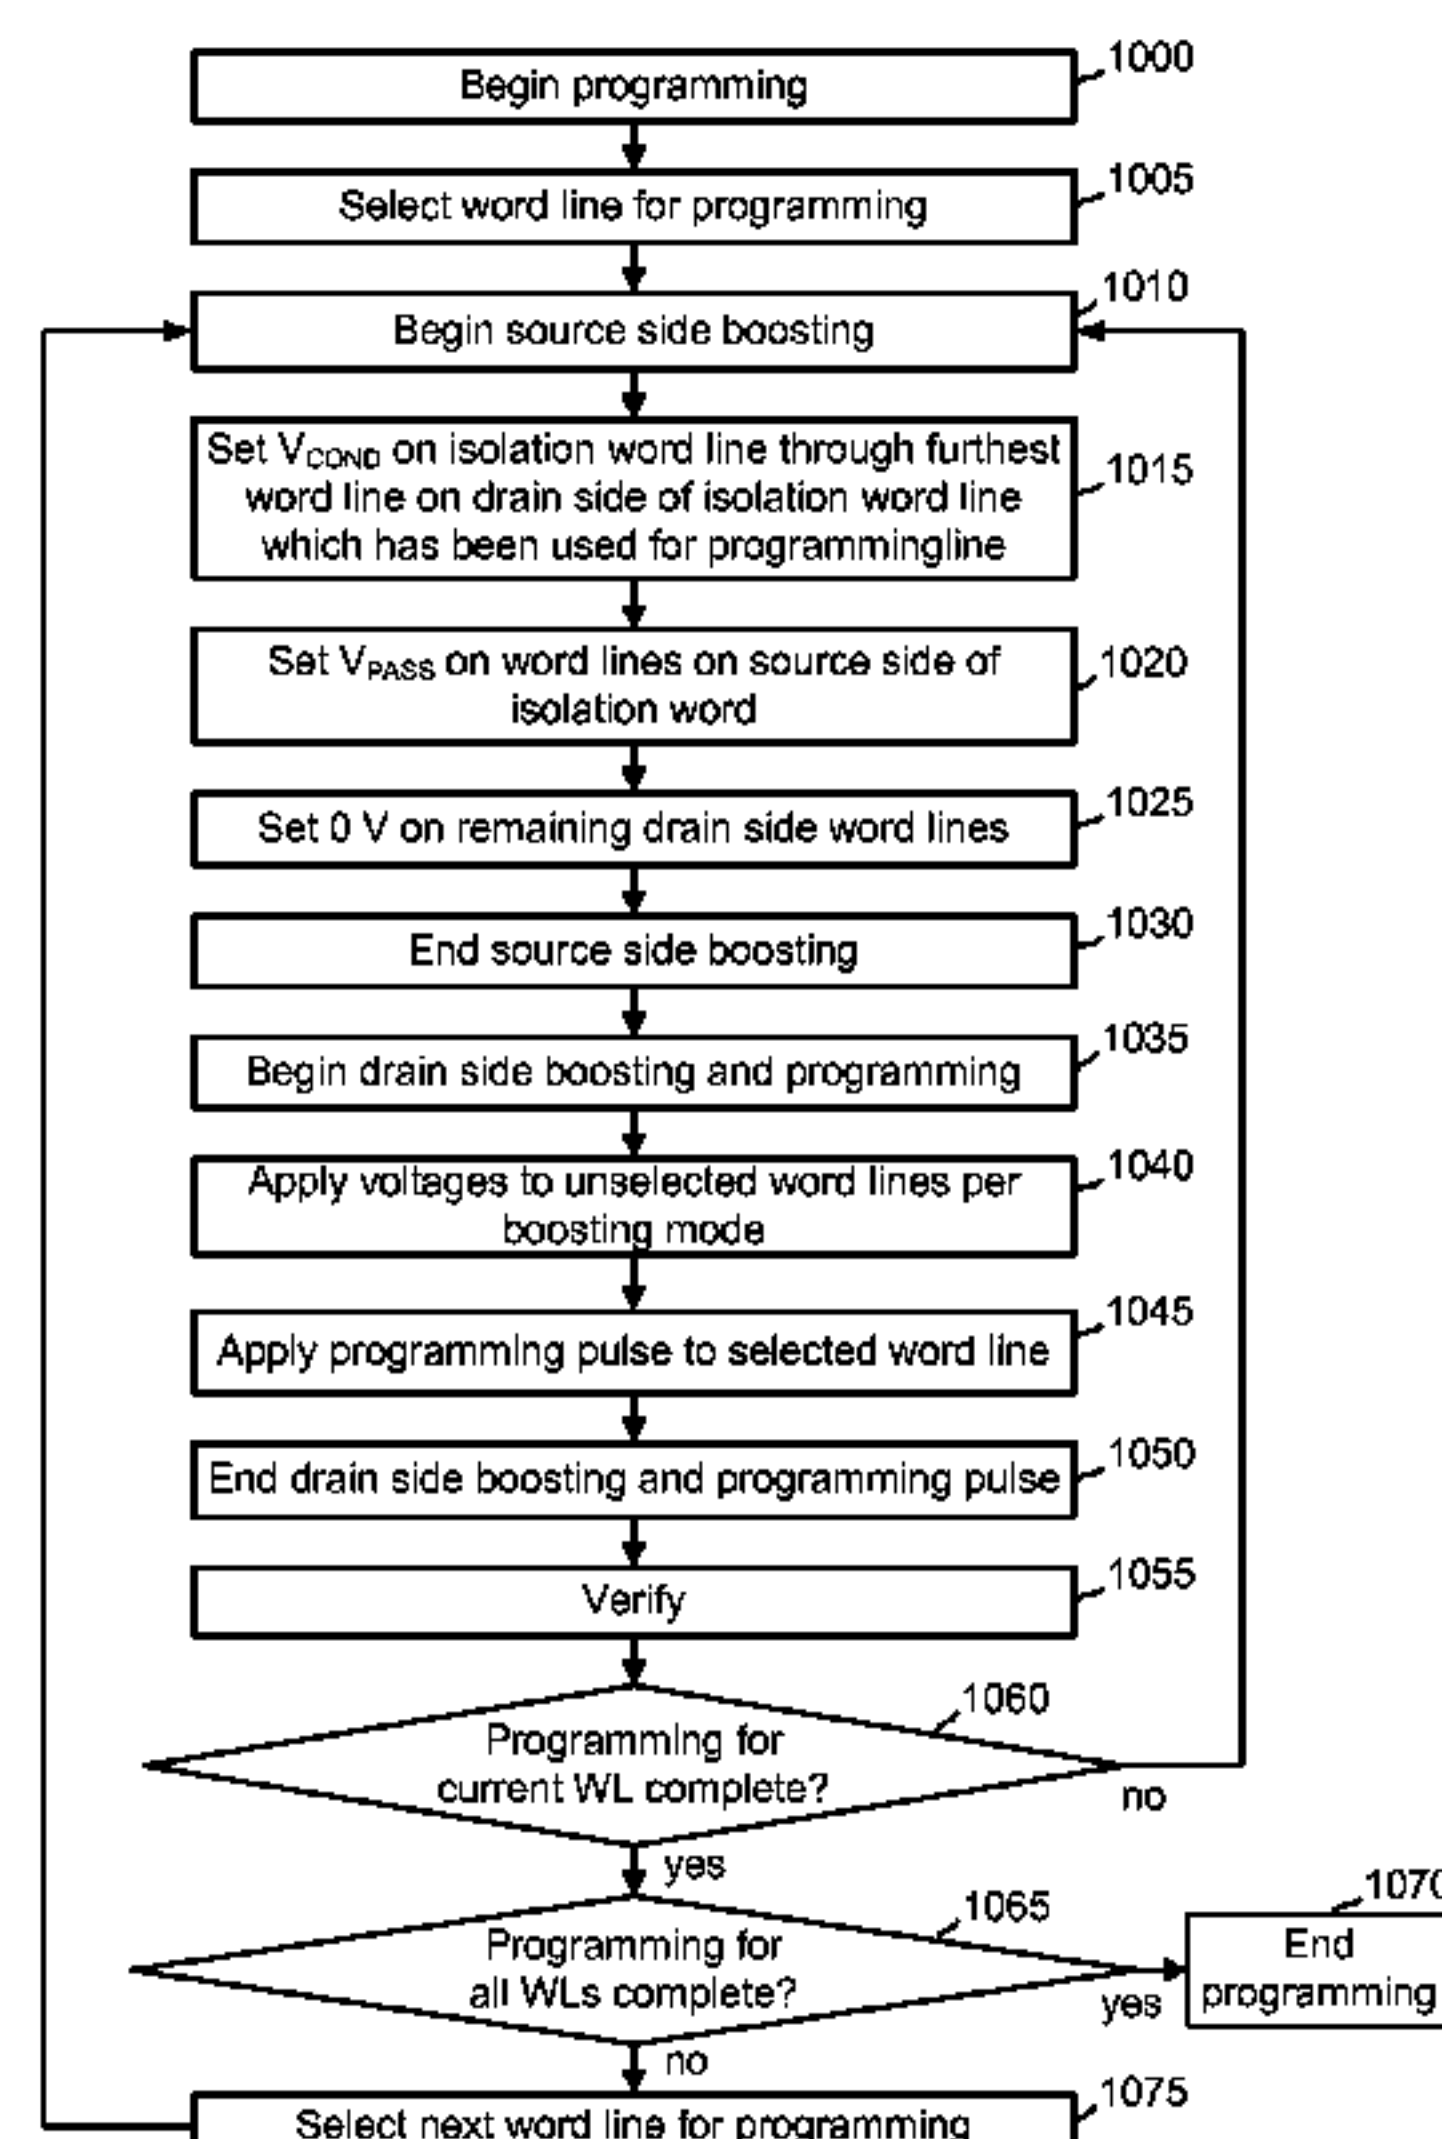 1000
Begin programming
1005
Select word line for programming
1010
Begin source side boosting
Set VCOND on isolation word line through furthest
word line on drain side of isolation word line
which has been used for programmingline
1015
Set VPASS on word lines on source side of
isolation word
1020
1025
Set 0 V on remaining drain side word lines
1030
End source side boosting
1035
Begin drain side boosting and programming
1040
Apply voltages to unselected word lines per
boosting mode
1045
Apply programming pulse to selected word line
1050
End drain side boosting and programming pulse
1055
Verify
1060
Programming for
current WL complete?
no
yes
1065
Programming for
all WLs complete?
yes
1070
End
programming
no
1075
Select next word line for programming